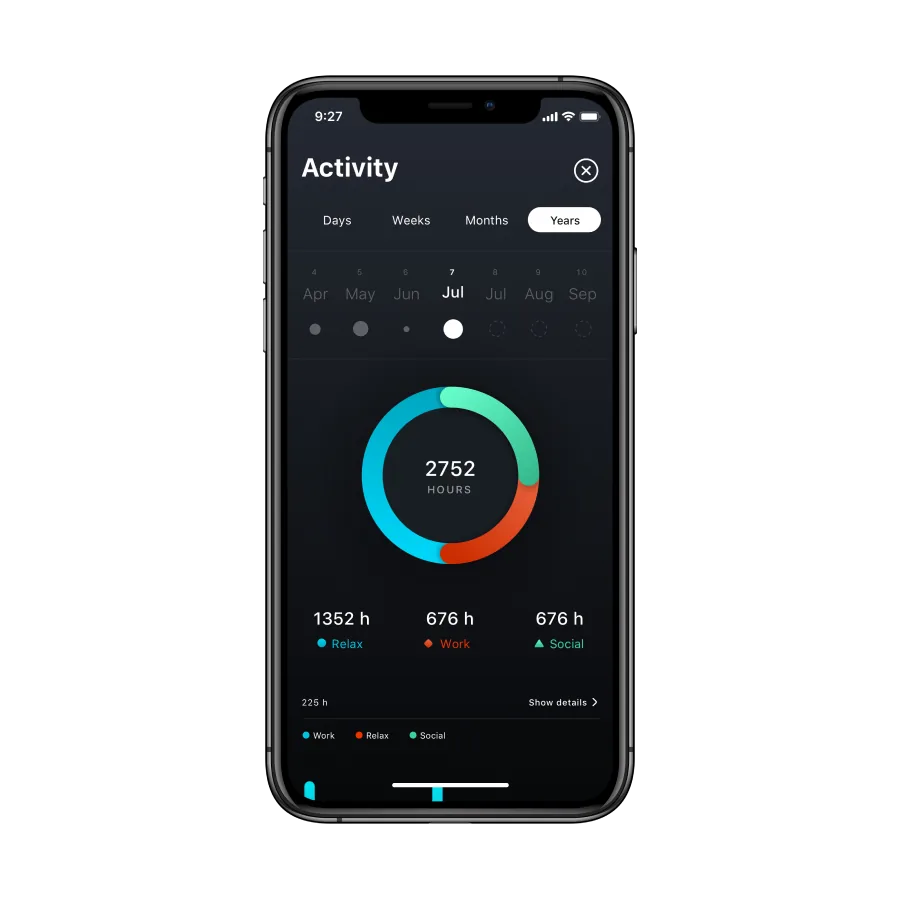 9:27
Activity
Days Weeks Months Years
4 5 6 7 8 9 10
Apr May Jun Jul Jul Aug Sep
2752
HOURS
1352 h 676 h 676 h
Relax Work Social
225 h Show details
Work Relax Social